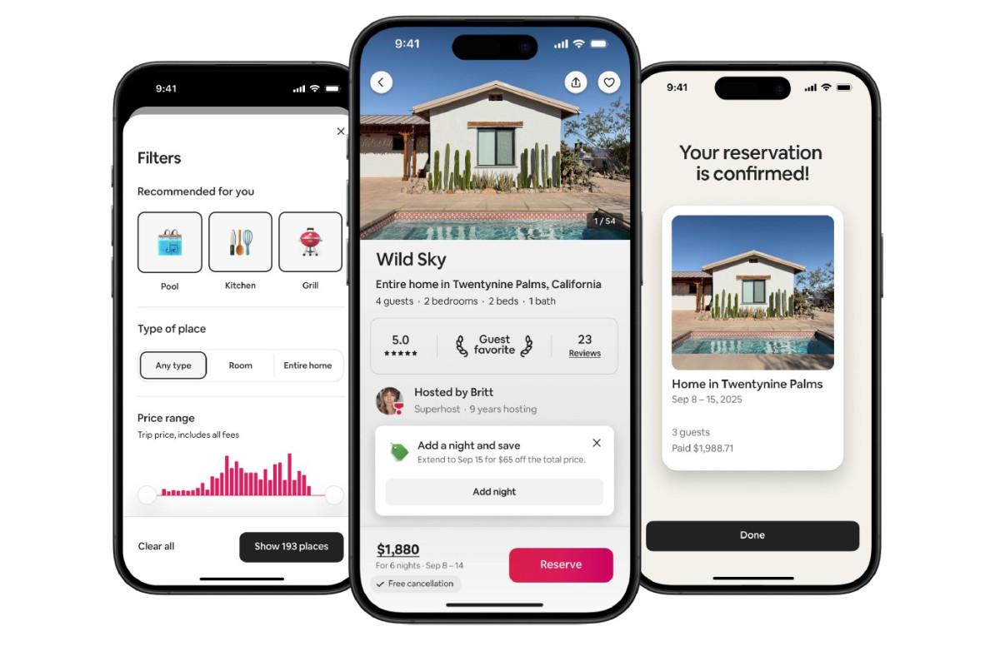 9:41
Filters
Recommended for you
Pool Kitchen Grill
Type of place
Any type Room Entire home
Price range
Trip price, includes all fees
Clear all Show 193 places
9:41
1 / 54
Wild Sky
Entire home in Twentynine Palms, California
4 guests · 2 bedrooms · 2 beds · 1 bath
5.0 Guest favorite 23
Reviews
Hosted by Britt
Superhost · 9 years hosting
Add a night and save
Extend to Sep 15 for $65 off the total price.
Add night
$1,880
For 6 nights · Sep 8 – 14
Free cancellation
Reserve
9:41
Your reservation
is confirmed!
Home in Twentynine Palms
Sep 8 – 15, 2025
3 guests
Paid $1,988.71
Done